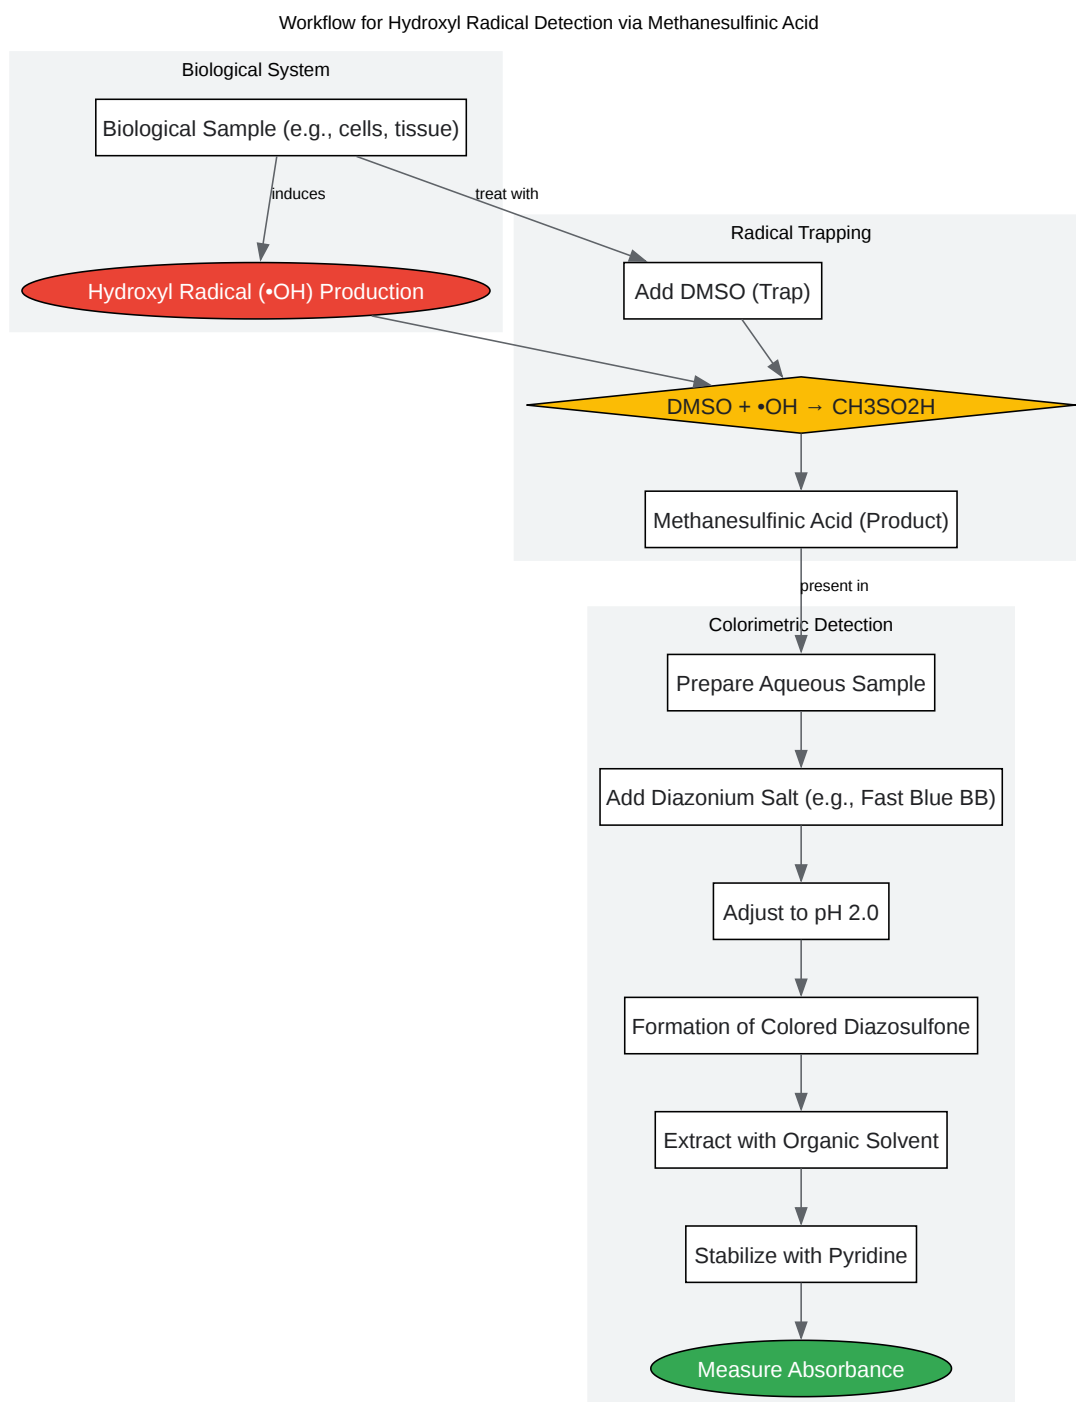 Workflow for Hydroxyl Radical Detection via Methanesulfinic Acid
Biological System
Biological Sample (e.g., cells, tissue)
induces
treat with
Radical Trapping
Hydroxyl Radical (•OH) Production
Add DMSO (Trap)
DMSO + •OH → CH3SO2H
Methanesulfinic Acid (Product)
present in
Colorimetric Detection
Prepare Aqueous Sample
Add Diazonium Salt (e.g., Fast Blue BB)
Adjust to pH 2.0
Formation of Colored Diazosulfone
Extract with Organic Solvent
Stabilize with Pyridine
Measure Absorbance